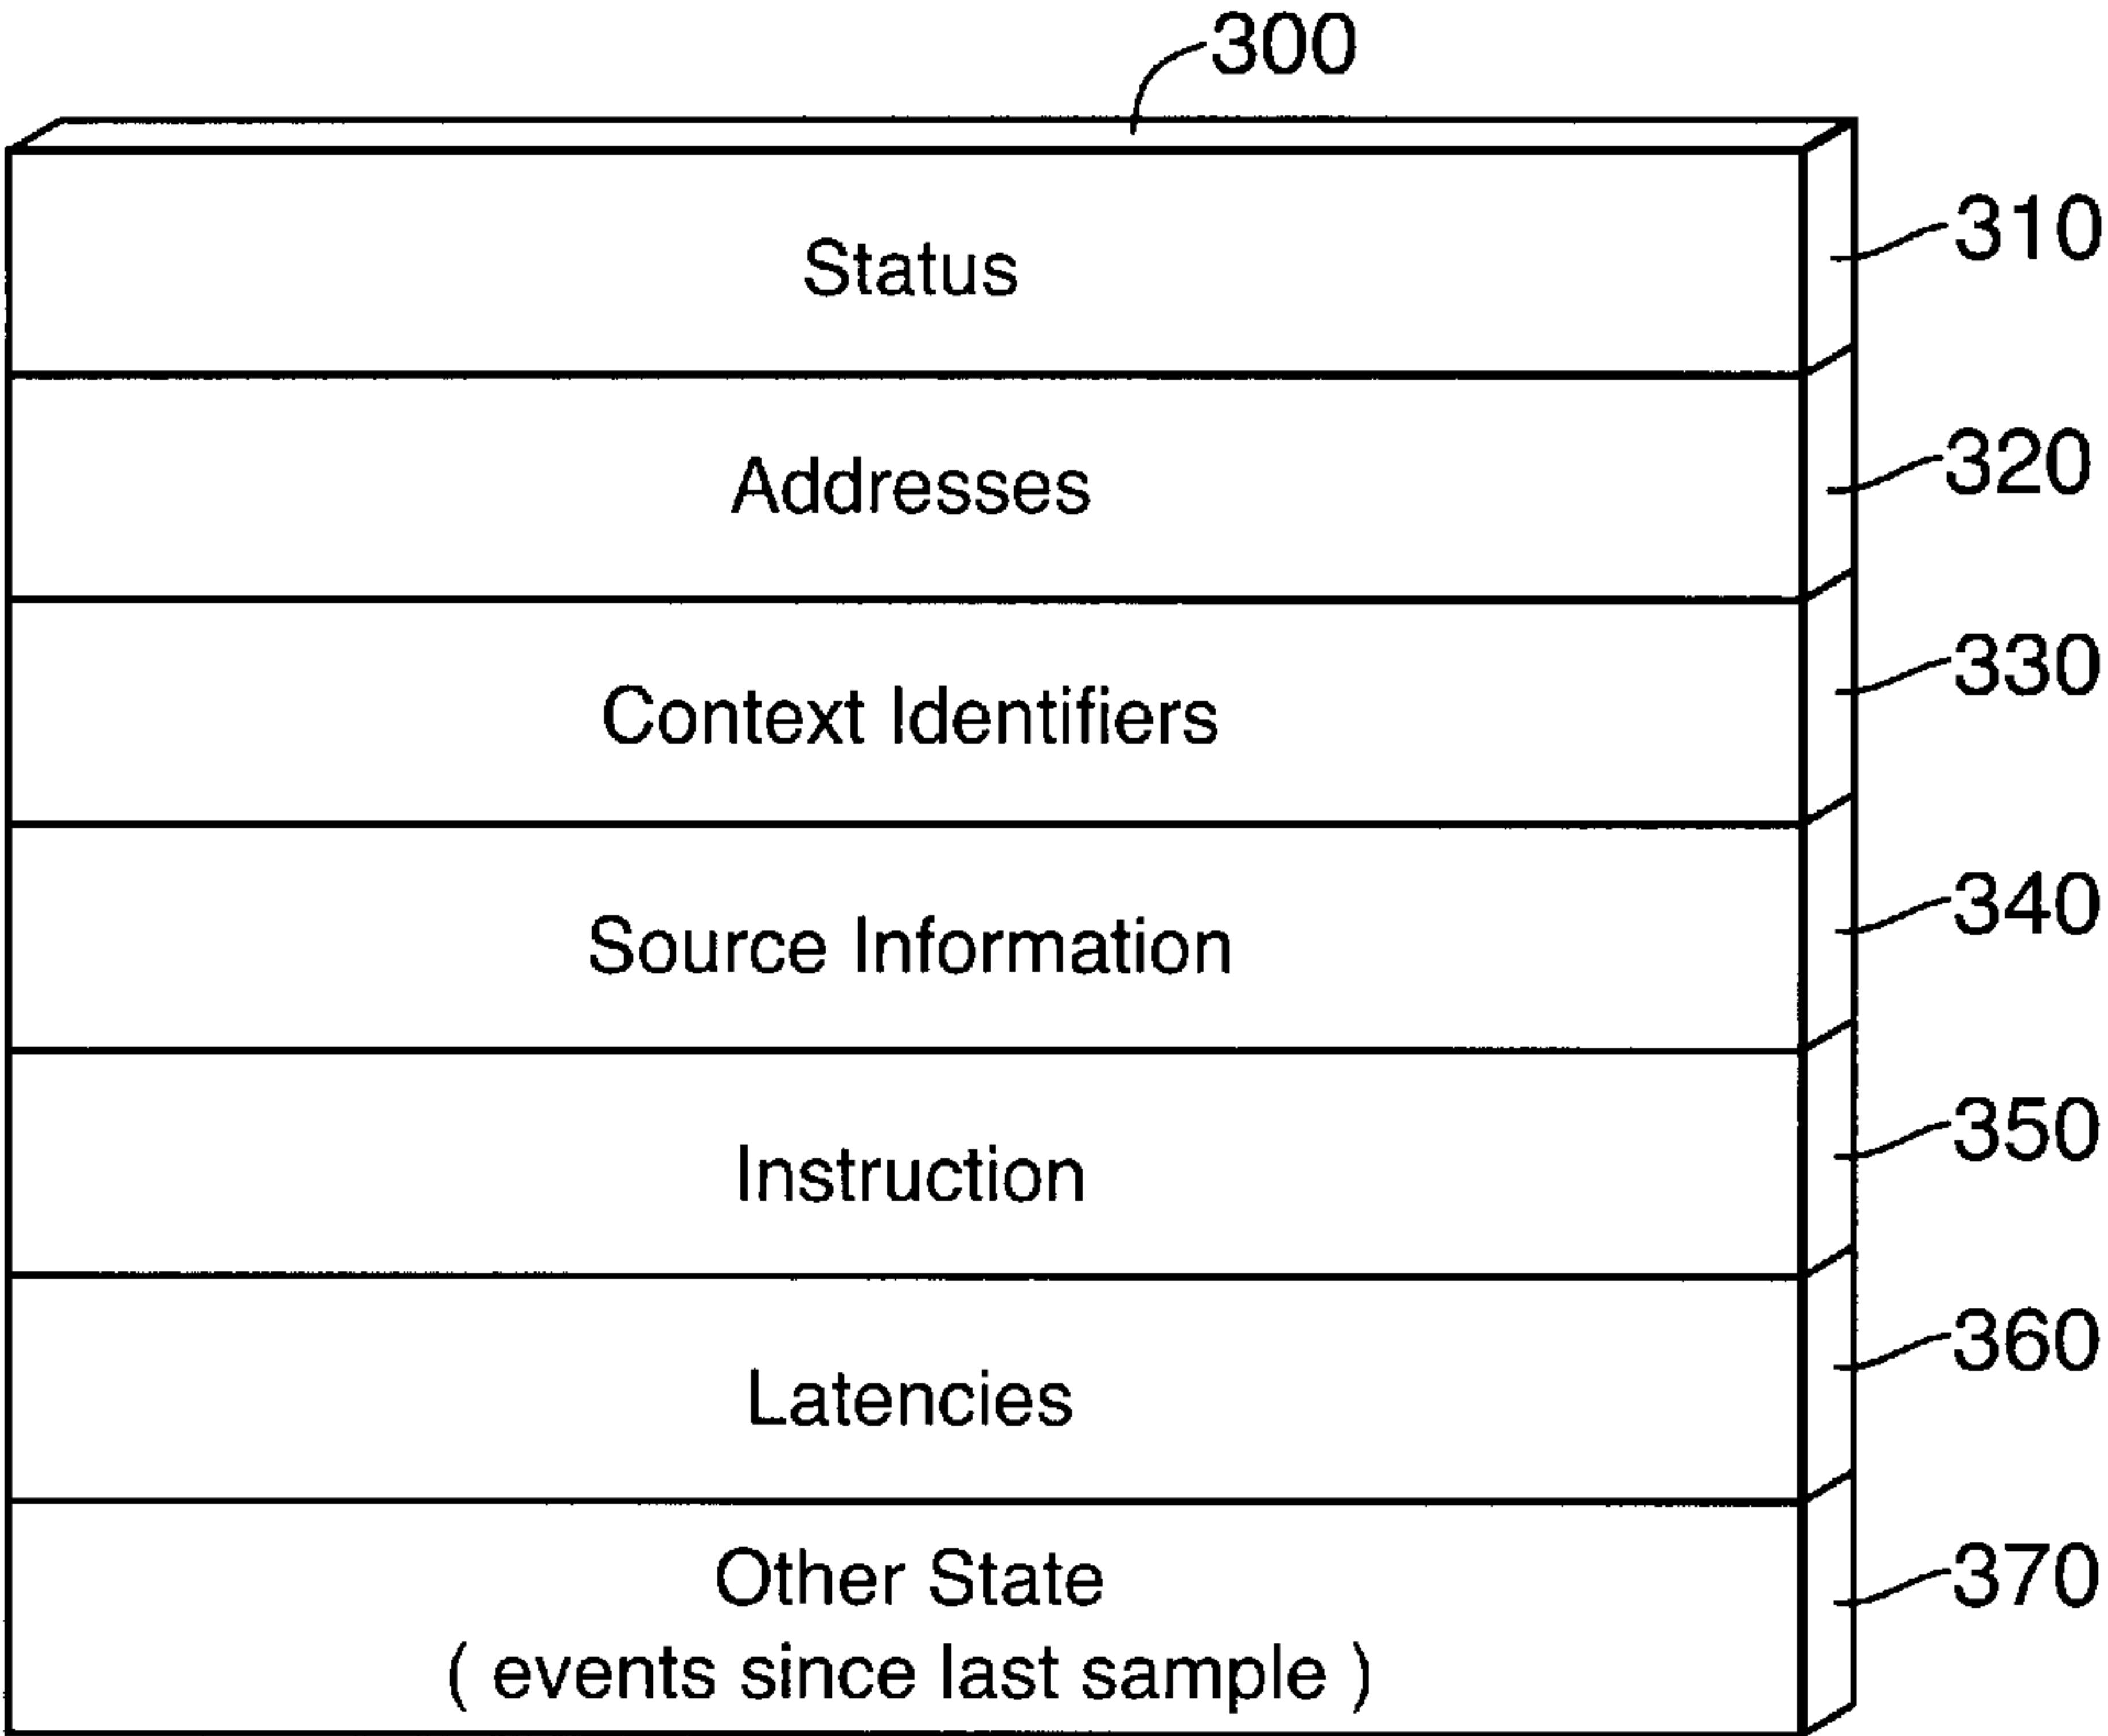 300
Status
310
Addresses
320
Context Identifiers
330
Source Information
340
Instruction
350
Latencies
360
Other State
370
( events since last sample )